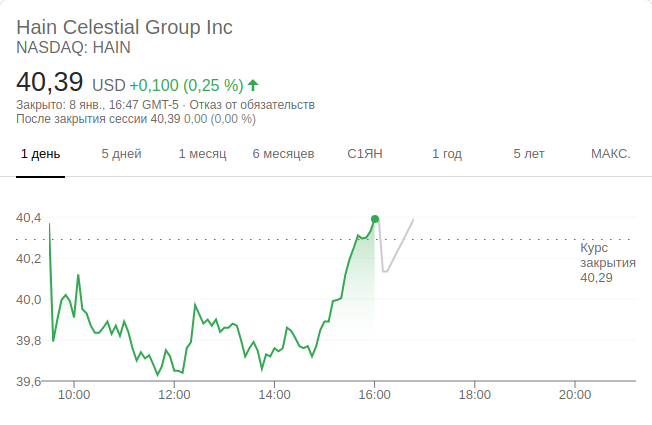 Hain Celestial Group Inc
NASDAQ: HAIN
40,39 USD +0,100 (0,25 %)
Закрыто: 8 янв., 16:47 GMT-5 · Отказ от обязательств
После закрытия сессии 40,39 0,00 (0,00 %)
1 день 5 дней 1 месяц 6 месяцев С1ЯН 1 год 5 лет МАКС.
40,4
Курс
закрытия
40,29
40,2
40,0
39,8
39,6
10:00 12:00 14:00 16:00 18:00 20:00